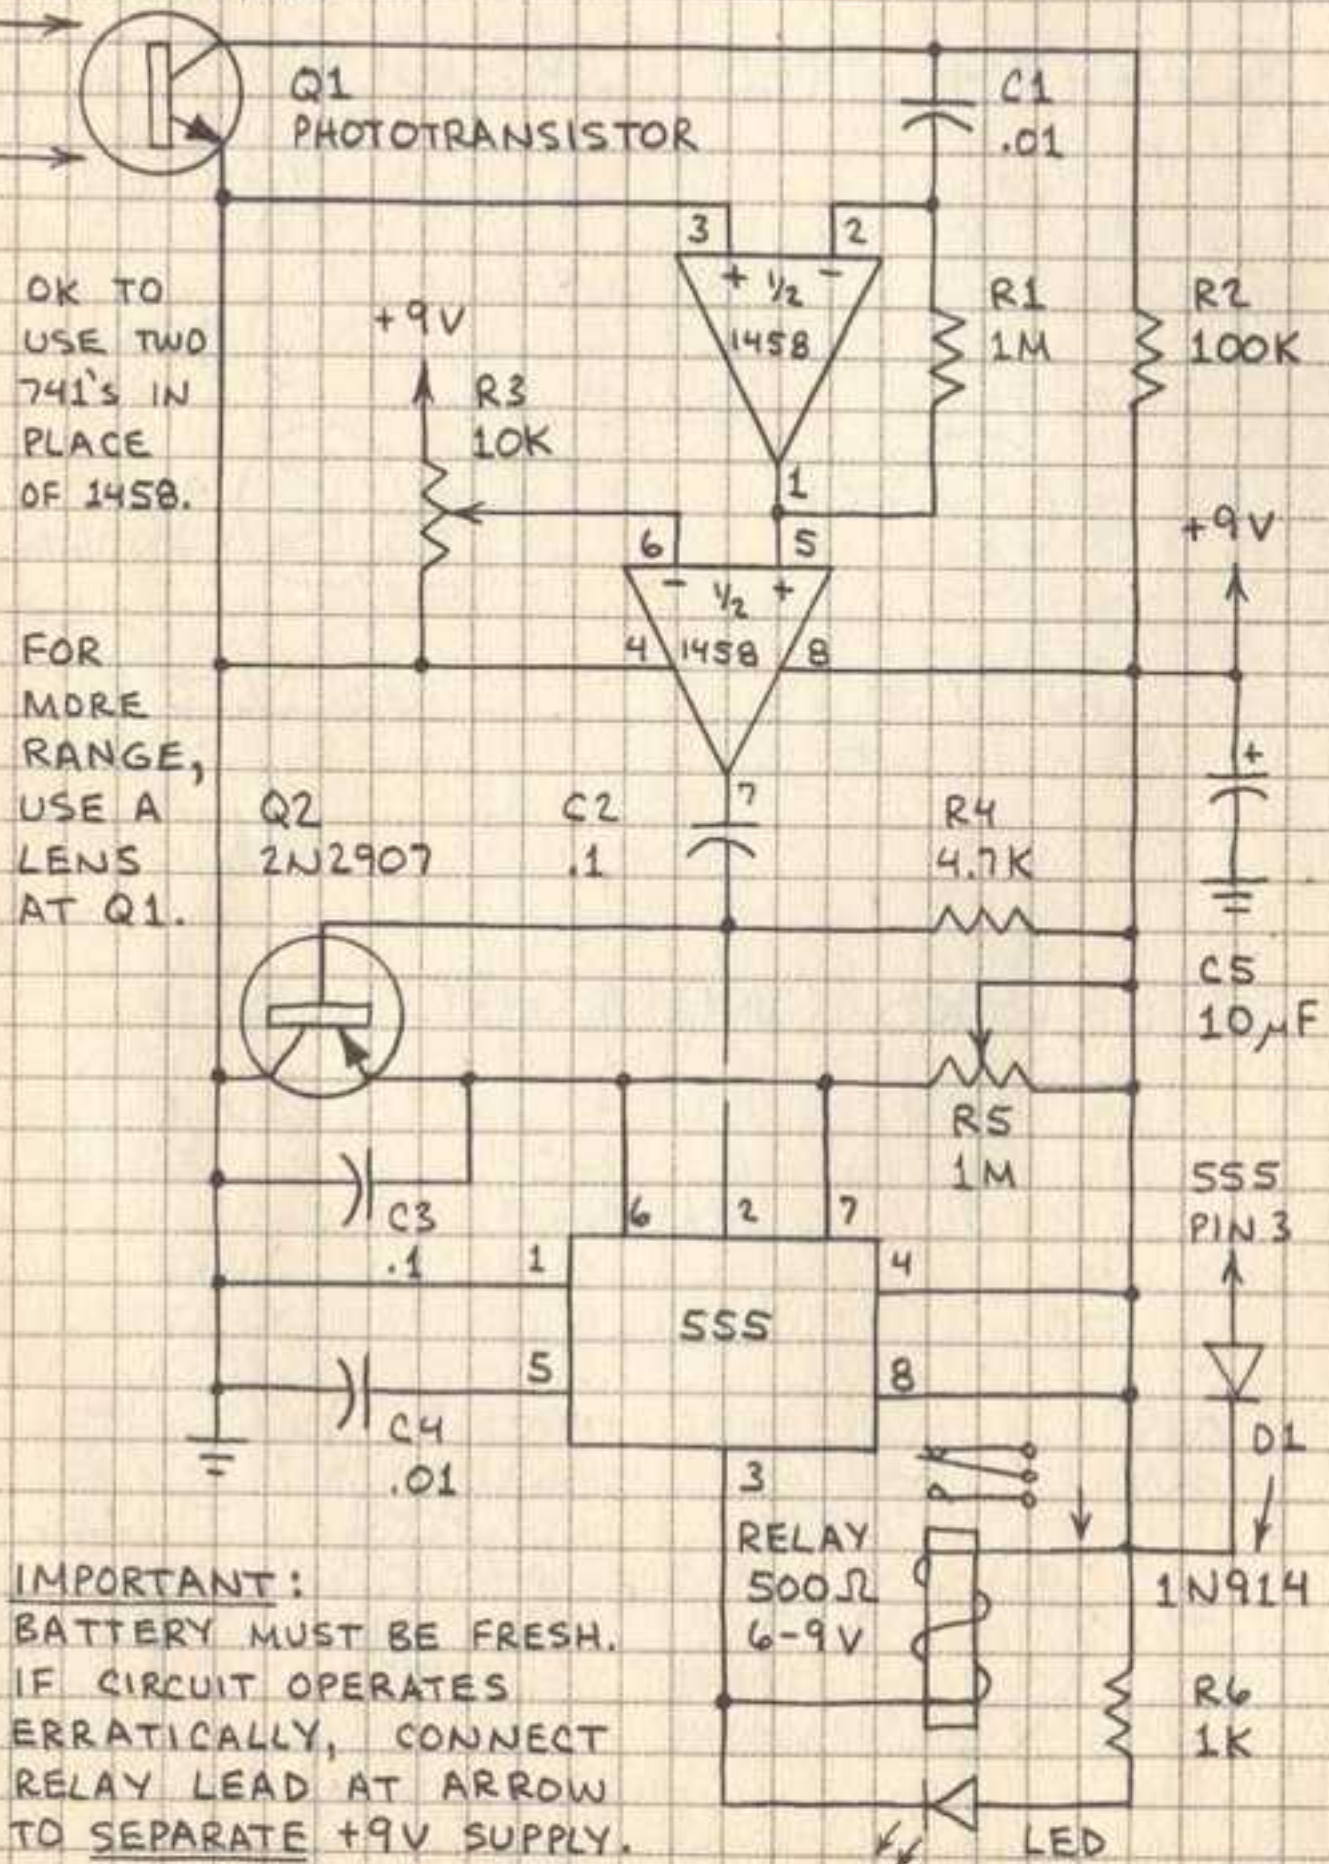 Q1
PHOTOTRANSISTOR
C1
.01
3
2
+ ½ -
1458
R1
1M
R2
100K
OK TO
USE TWO
741's IN
PLACE
OF 1458.
+9V
R3
10K
1
6
5
- ½ +
4
1458
8
+9V
FOR
MORE
RANGE,
USE A
LENS
AT Q1.
7
+
Q2
2N2907
C2
.1
R4
4.7K
C5
10µF
R5
1M
C3
.1
6
2
7
1
4
555
5
8
3
C4
.01
555
PIN 3
D1
1N914
RELAY
500Ω
6-9V
R6
1K
LED
IMPORTANT:
BATTERY MUST BE FRESH.
IF CIRCUIT OPERATES
ERRATICALLY, CONNECT
RELAY LEAD AT ARROW
TO SEPARATE +9V SUPPLY.